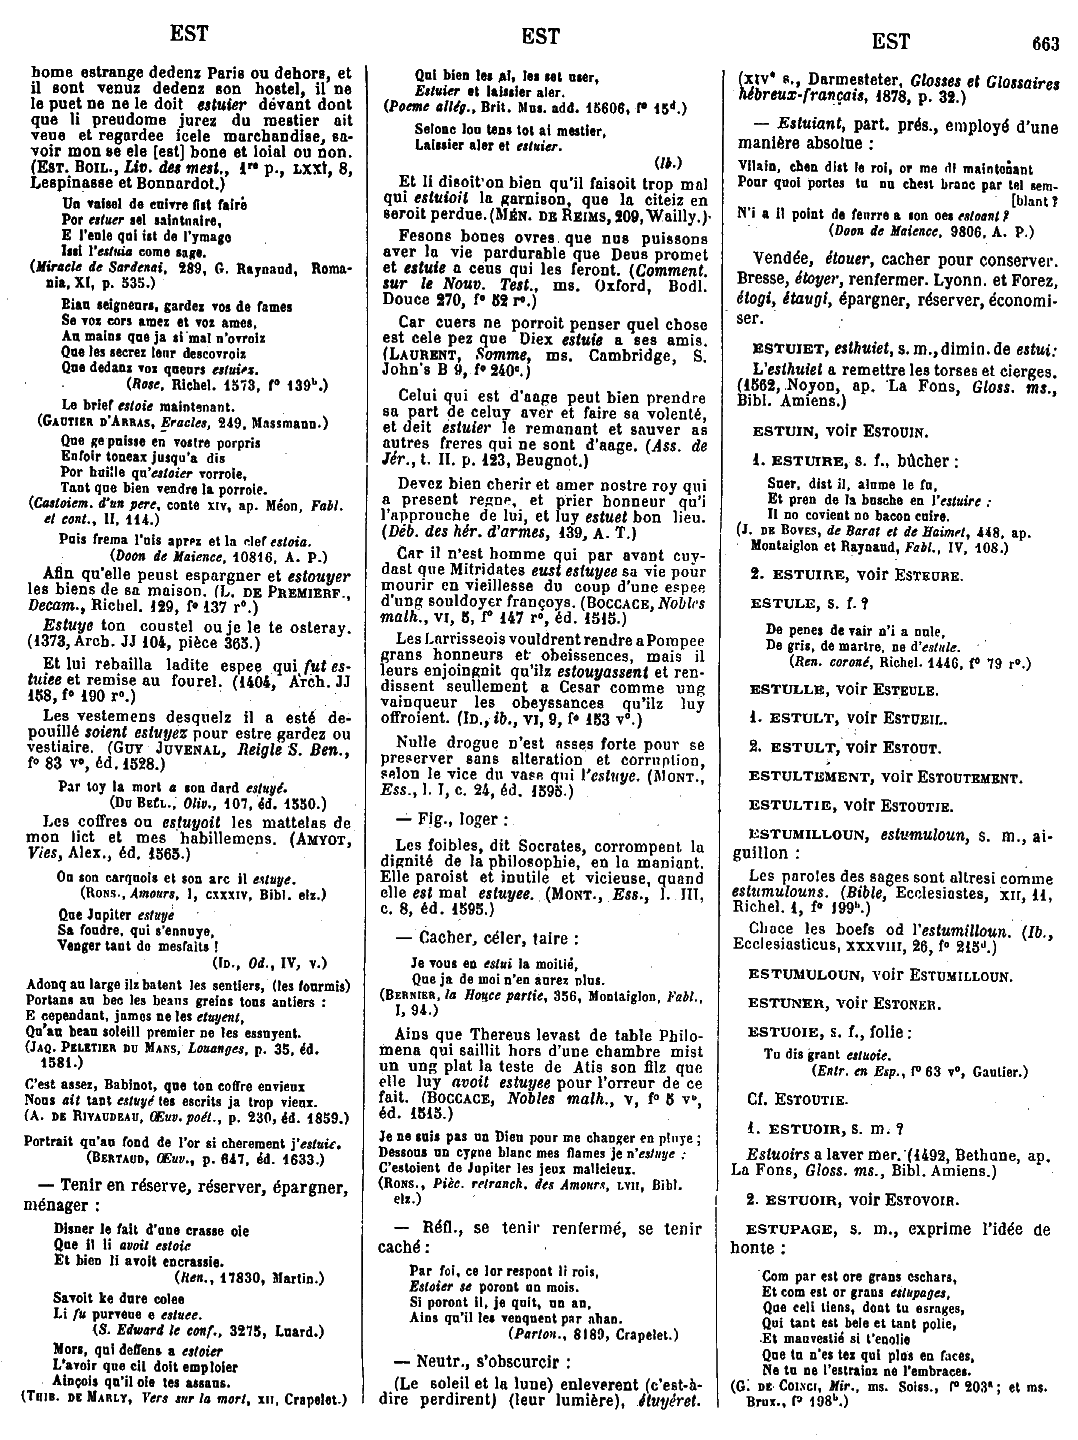 EST
home estrange dedenz Paris ou dehors, et
il sont venuz dedenz son hostel, il ne
le puet ne ne le doit estuier devant dont
que li preudome jurez du mestier ait
veue et regardee icele marchandise, sa-
voir mon se ele [est] bone et loial ou non.
(EST. BOIL., Liv. des mest., 1re p., LXXI, 8,
Lespinasse et Bonnardot.)
Un vaisel de cuivre fist faire
Por estuer sel saintuaire,
E l'eule qui ist de l'ymage
Issi l'estuia come sage.
(Miracle de Sardenai, 289, G. Raynaud, Roma-
nia, XI, p. 535.)
Biau seigneurs, gardez vos de fames
Se voz cors amez et voz ames,
Au mains que ja si mal n'ovroiz
Que les secrez leur descovroiz
Que dedanz voz queurs estuiez.
(Rose, Richel. 1573, fo 139b.)
Le brief estoie maintenant.
(GAUTIER D'ARRAS, Eracles, 249, Massmann.)
Que ge puisse en vostre porpris
Enfoir toneax jusqu'a dis
Por huille qu'estoier vorroie,
Tant que bien vendre la porroie.
(Castoiem. d'un pere, conte XIV, ap. Méon, Fabl.
et cont., II, 114.)
Puis frema l'uis aprez et la clef estoia.
(Doon de Maience, 10816, A. P.)
Afin qu'elle peust espargner et estouyer
les biens de sa maison. (L. DE PREMIERF.,
Decam., Richel. 129, fo 137 ro.)
Estuye ton coustel ou je le te osteray.
(1373, Arch. JJ 104, pièce 363.)
Et lui rebailla ladite espee qui fut es-
tuiee et remise au fourel. (1404, Arch. JJ
158, fo 190 ro.)
Les vestemens desquelz il a esté de-
pouillé soient estuyez pour estre gardez ou
vestiaire. (GUY JUVENAL, Reigle S. Ben.,
fo 83 vo, éd. 1528.)
Par toy la mort a son dard estuyé.
(DU BELL., Oliv., 107, éd. 1550.)
Les coffres ou estuyoit les mattelas de
mon lict et mes habillemens. (AMYOT,
Vies, Alex., éd. 1565.)
Ou son carquois et son arc il estuye.
(RONS., Amours, I, CXXXIV, Bibl. elz.)
Que Jupiter estuyé
Sa foudre, qui s'ennuye,
Venger tant de mesfaits !
(ID., Od., IV, V.)
Adonq au large ilz batent les sentiers, (les fourmis)
Portans au bec les beaus greins tous antiers :
E cependant, james ne les etuyent,
Qu'au beau soleill premier ne les essuyent.
(JAQ. PELETIER DU MANS, Louanges, p. 35, éd.
1581.)
C'est assez, Babinot, que ton coffre envieux
Nous ait tant estuyé tes escrits ja trop vieux.
(A. DE RIVAUDEAU, Œuv. poét., p. 230, éd. 1859.)
Portrait qu'au fond de l'or si cherement j'estuie.
(BERTAUD, Œuv., p. 647, éd. 1633.)
— Tenir en réserve, réserver, épargner,
ménager :
Disner le fait d'une crasse oie
Que il li avoit estoie
Et bien li avoit encrassie.
(Ren., 17830, Martin.)
Savoit ke dure colee
Li fu purveue e estuee.
(S. Edward le conf., 3275, Luard.)
Mors, qui deffens a estoier
L'avoir que cil doit emploier
Ainçois qu'il oie tes assaus.
(THIB. DE MARLY, Vers sur la mort, XII, Crapelet.)
EST
Qui bien les ai, les set user,
Estuier et laissier aler.
(Poeme allég., Brit. Mus. add. 15606, fo 15d.)
Selonc lou tens tot ai mestier,
Laissier aler et estuier.
(Ib.)
Et li disoit on bien qu'il faisoit trop mal
qui estuioit la garnison, que la citeiz en
seroit perdue. (MÉN. DE REIMS, 209, Wailly.)
Fesons bones ovres que nus puissons
aver la vie pardurable que Deus promet
et estuie a ceus qui les feront. (Comment.
sur le Nouv. Test., ms. Oxford, Bodl.
Douce 270, fo 52 ro.)
Car cuers ne porroit penser quel chose
est cele pez que Diex estuie a ses amis.
(LAURENT, Somme, ms. Cambridge, S.
John's B 9, fo 240c.)
Celui qui est d'aage peut bien prendre
sa part de celuy aver et faire sa volenté,
et deit estuier le remanant et sauver as
autres freres qui ne sont d'aage. (Ass. de
Jér., t. II. p. 123, Beugnot.)
Devez bien cherir et amer nostre roy qui
a present regne, et prier honneur qu'i
l'approuche de lui, et luy estuet bon lieu.
(Déb. des hér. d'armes, 139, A. T.)
Car il n'est homme qui par avant cuy-
dast que Mitridates eust estuyee sa vie pour
mourir en vieillesse du coup d'une espee
d'ung souldoyer françoys. (BOCCACE, Nobles
malh., VI, 5, fo 147 ro, éd. 1515.)
Les Larrisseois vouldrent rendre a Pompee
grans honneurs et obeissences, mais il
leurs enjoingnit qu'ilz estouyassent et ren-
dissent seullement a Cesar comme ung
vainqueur les obeyssances qu'ilz luy
offroient. (ID., ib., VI, 9, fo 153 vo.)
Nulle drogue n'est asses forte pour se
preserver sans alteration et corruption,
selon le vice du vase qui l'estuye. (MONT.,
Ess., l. I, c. 24, éd. 1595.)
— Fig., loger :
Les foibles, dit Socrates, corrompent la
dignité de la philosophie, en la maniant.
Elle paroist et inutile et vicieuse, quand
elle est mal estuyee. (MONT., Ess., l. III,
c. 8, éd. 1595.)
— Cacher, céler, taire :
Je vous en estui la moitié,
Que ja de moi n'en aurez plus.
(BERNIER, la Houce partie, 356, Montaiglon, Fabl.,
I, 94.)
Ains que Thereus levast de table Philo-
mena qui saillit hors d'une chambre mist
un ung plat la teste de Atis son filz que
elle luy avoit estuyee pour l'orreur de ce
fait. (BOCCACE, Nobles malh., V, fo 5 vo,
éd. 1515.)
Je ne suis pas un Dieu pour me changer en pluye ;
Dessous un cygne blanc mes flames je n'estuye :
C'estoient de Jupiter les jeux malicieux.
(RONS., Pièc. retranch. des Amours, LVII, Bibl.
elz.)
— Réfl., se tenir renfermé, se tenir
caché :
Par foi, ce lor respont li rois,
Estoier se poront un mois.
Si poront il, je quit, un an,
Ains qu'il les venquent par ahan.
(Parton., 8189, Crapelet.)
— Neutr., s'obscurcir :
(Le soleil et la lune) enleverent (c'est-à-
dire perdirent) (leur lumière), étuyéret.
EST 663
(XIVe s., Darmesteter, Glosses et Glossaires
hébreux-français, 1878, p. 32.)
— Estuiant, part. prés., employé d'une
manière absolue :
Vilain, chen dist le roi, or me di maintenant
Pour quoi portes tu un chest branc par tel sem-
[blant ?
N'i a il point de feurre a son oes estoant ?
(Doon de Maience, 9806, A. P.)
Vendée, étouer, cacher pour conserver.
Bresse, étoyer, renfermer. Lyonn. et Forez,
étogi, étaugi, épargner, réserver, économi-
ser.
ESTUIET, esthuiet, s. m., dimin. de estui:
L'esthuiet a remettre les torses et cierges.
(1562, Noyon, ap. La Fons, Gloss. ms.,
Bibl. Amiens.)
ESTUIN, voir ESTOUIN.
1. ESTUIRE, s. f., bûcher :
Suer, dist il, alume le fu,
Et pren de la busche en l'estuire :
Il no covient no bacon cuire.
(J. DE BOVES, de Barat et de Haimet, 448, ap.
Montaiglon et Raynaud, Fabl., IV, 108.)
2. ESTUIRE, voir ESTEURE.
ESTULE, s. f. ?
De penes de vair n'i a nule,
De gris, de martre, ne d'estule.
(Ren. coroné, Richel. 1446, fo 79 ro.)
ESTULLE, voir ESTEULE.
1. ESTULT, voir ESTUEIL.
2. ESTULT, voir ESTOUT.
ESTULTEMENT, voir ESTOUTEMENT.
ESTULTIE, voir ESTOUTIE.
ESTUMILLOUN, estumuloun, s. m., ai-
guillon :
Les paroles des sages sont altresi comme
estumulouns. (Bible, Ecclesiastes, XII, 11,
Richel. 1, fo 199b.)
Chace les boefs od l'estumilloun. (Ib.,
Ecclesiasticus, XXXVIII, 26, fo 215d.)
ESTUMULOUN, voir ESTUMILLOUN.
ESTUNER, voir ESTONER.
ESTUOIE, s. f., folie :
Tu dis grant estuoie.
(Entr. en Esp., fo 63 vo, Gautier.)
Cf. ESTOUTIE.
1. ESTUOIR, s. m. ?
Estuoirs a laver mer. (1492, Bethune, ap.
La Fons, Gloss. ms., Bibl. Amiens.)
2. ESTUOIR, voir ESTOVOIR.
ESTUPAGE, s. m., exprime l'idée de
honte :
Com par est ore grans eschars,
Et com est or grans estupages,
Que celi tiens, dont tu esrages,
Qui tant est bele et tant polie,
Et mauvestié si t'enolie
Que tu n'es tez qui plus en faces,
Ne tu ne l'estrainz ne l'embraces.
(G. DE COINCI, Mir., ms. Soiss., fo 203a ; et ms.
Brux., fo 198b.)